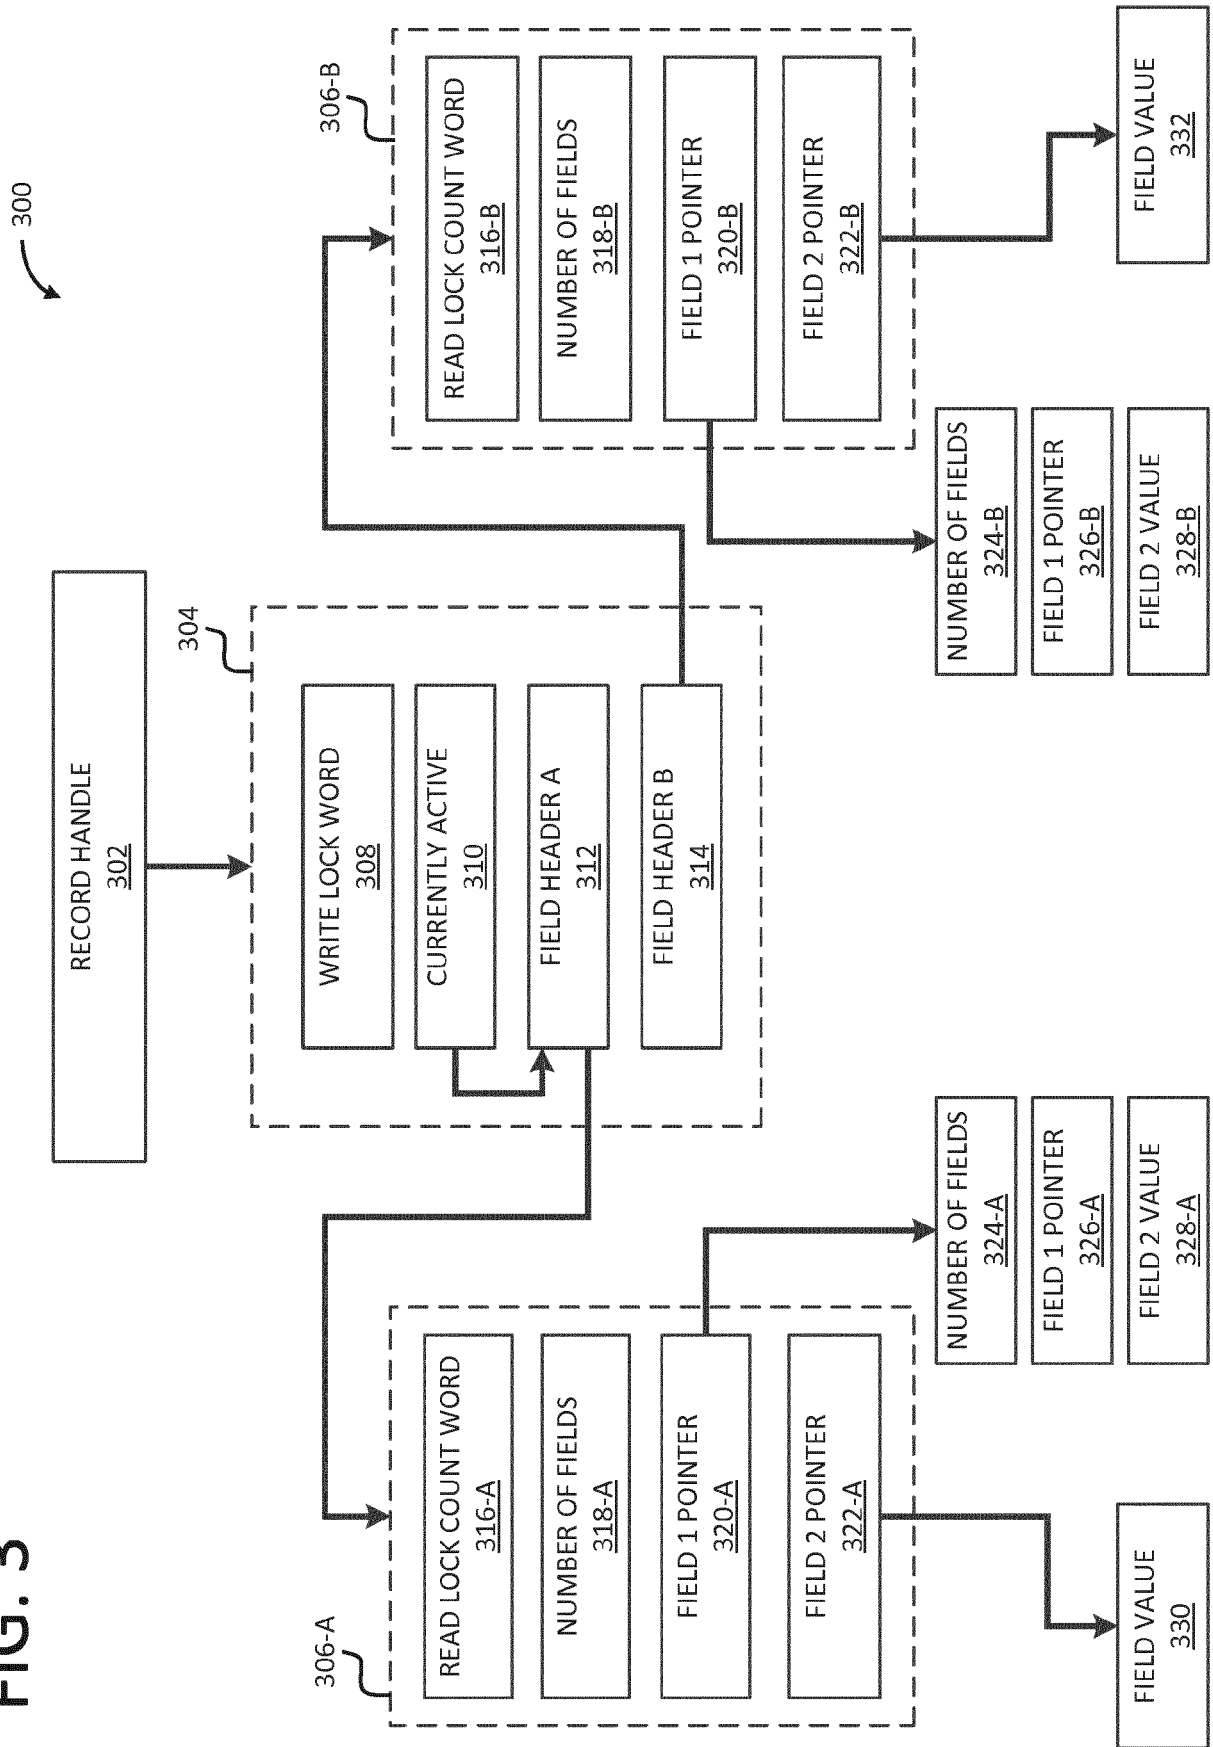 FIG. 3
300
RECORD HANDLE
302
304
WRITE LOCK WORD
308
CURRENTLY ACTIVE
310
FIELD HEADER A
312
FIELD HEADER B
314
306-A
READ LOCK COUNT WORD
316-A
NUMBER OF FIELDS
318-A
FIELD 1 POINTER
320-A
FIELD 2 POINTER
322-A
306-B
READ LOCK COUNT WORD
316-B
NUMBER OF FIELDS
318-B
FIELD 1 POINTER
320-B
FIELD 2 POINTER
322-B
NUMBER OF FIELDS
324-A
FIELD 1 POINTER
326-A
FIELD 2 VALUE
328-A
NUMBER OF FIELDS
324-B
FIELD 1 POINTER
326-B
FIELD 2 VALUE
328-B
FIELD VALUE
330
FIELD VALUE
332